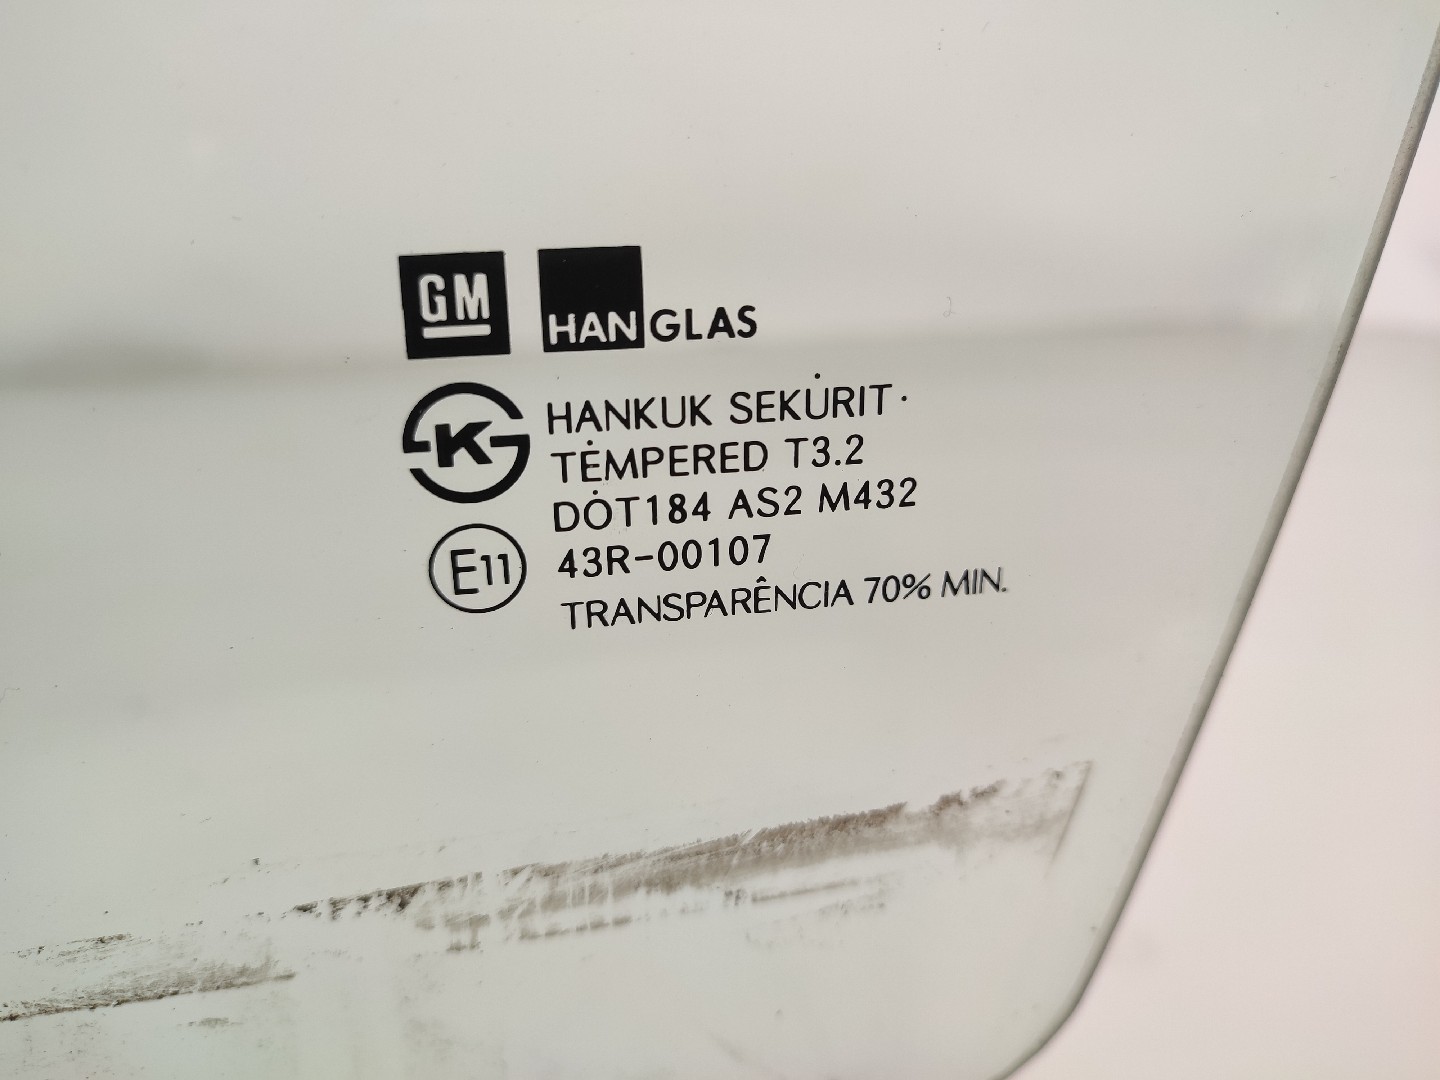 GM HANGLAS
K HANKUK SEKURIT
TEMPERED T3.2
DOT184 AS2 M432
E11 43R-00107
TRANSPARÊNCIA 70% MIN.